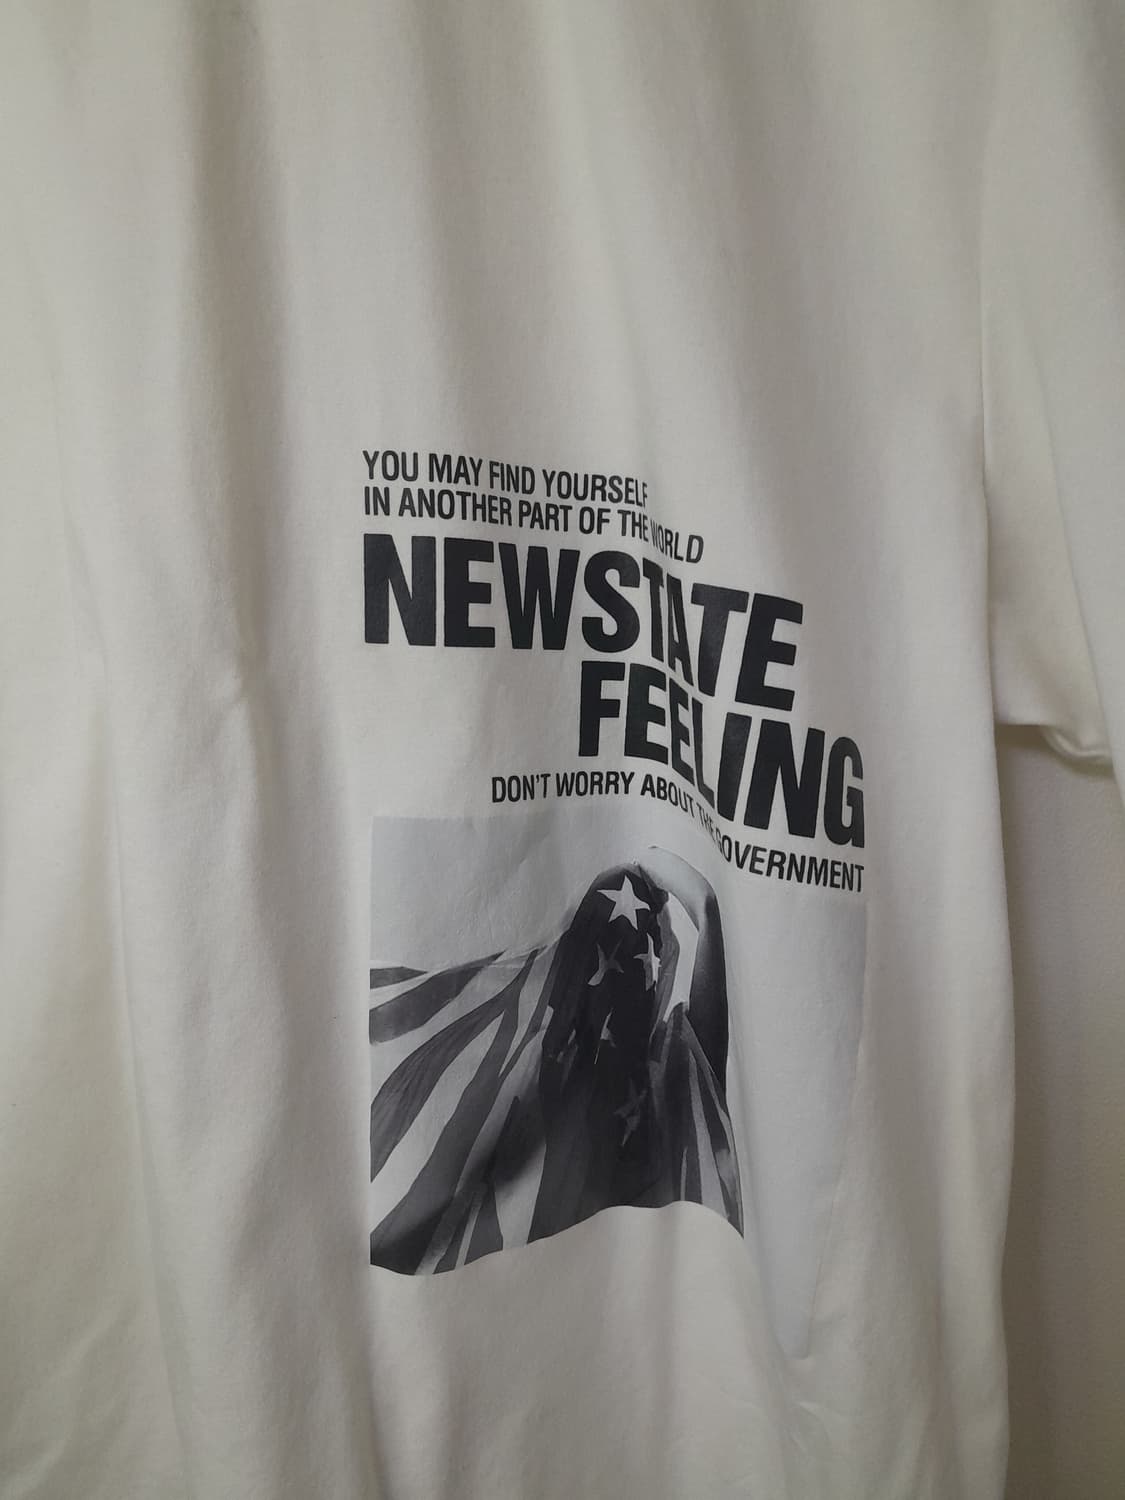 YOU MAY FIND YOURSELF
IN ANOTHER PART OF THE WORLD
NEWSTATE
FEELING
DON'T WORRY ABOUT THE GOVERNMENT